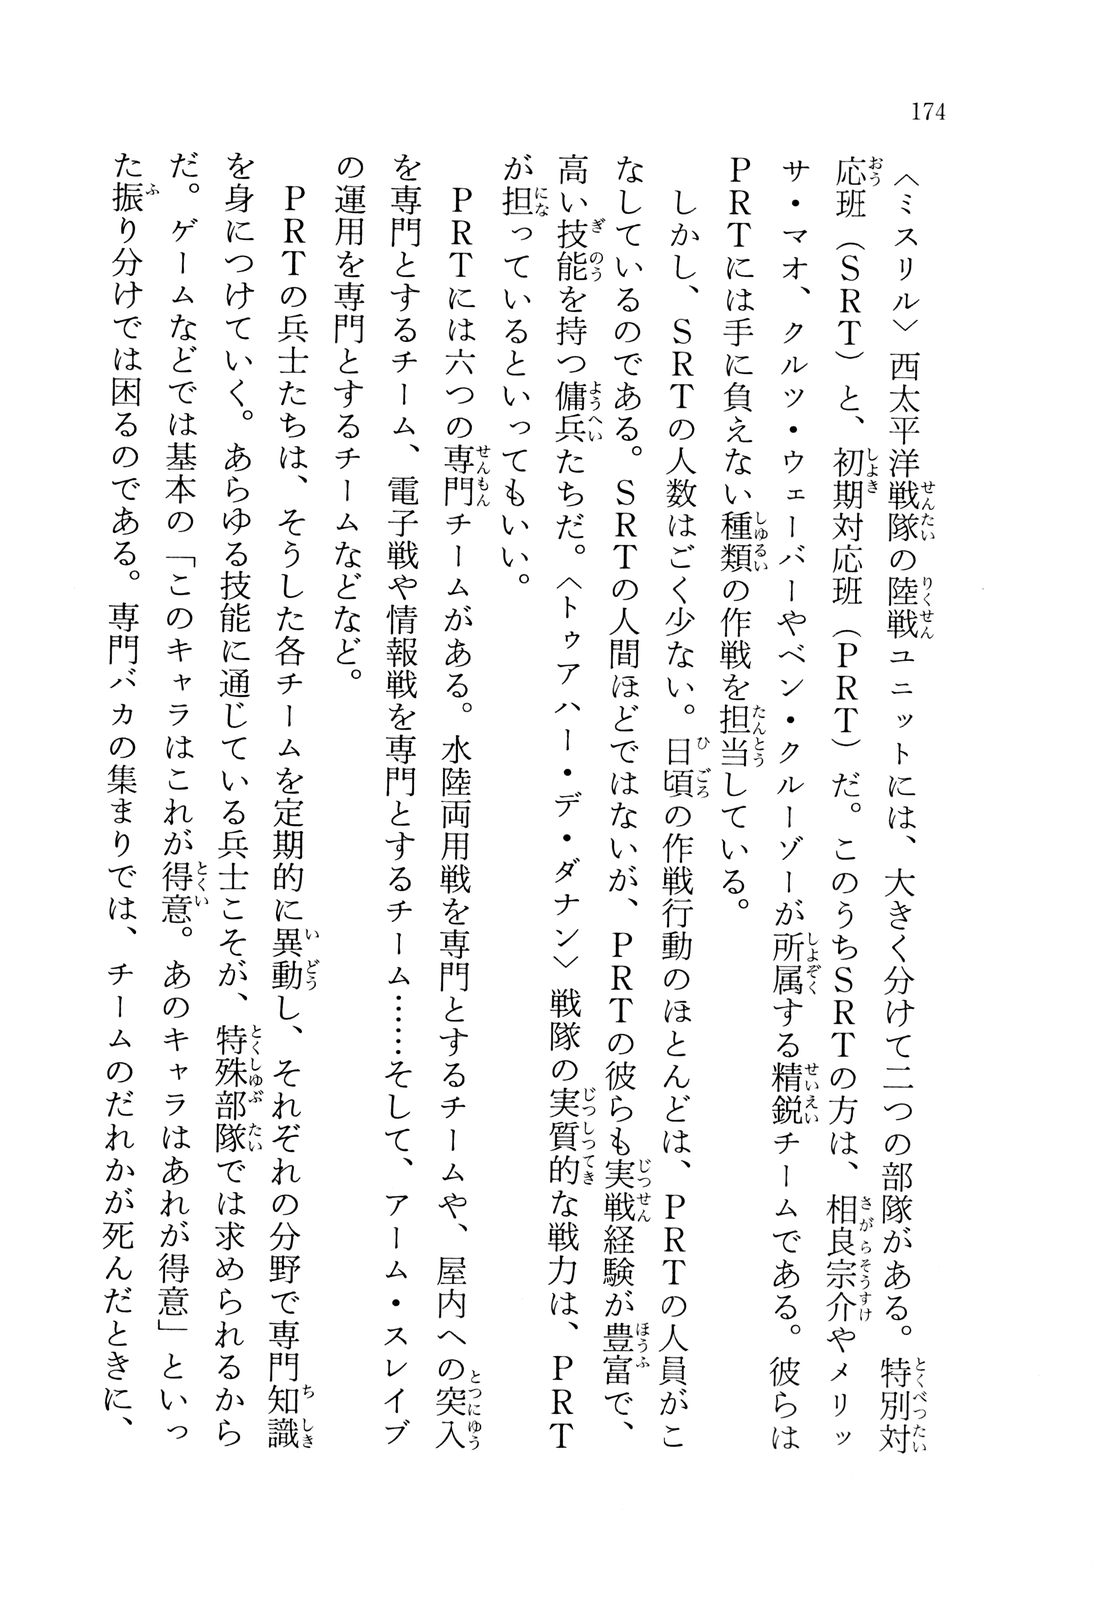 174
〈ミスリル〉西太平洋戦隊の陸戦ユニットには、大きく分けて二つの部隊がある。特別対
応班（ＳＲＴ）と、初期対応班（ＰＲＴ）だ。このうちＳＲＴの方は、相良宗介やメリッ
サ・マオ、クルツ・ウェーバーやベン・クルーゾーが所属する精鋭チームである。彼らは
ＰＲＴには手に負えない種類の作戦を担当している。
　しかし、ＳＲＴの人数はごく少ない。日頃の作戦行動のほとんどは、ＰＲＴの人員がこ
なしているのである。ＳＲＴの人間ほどではないが、ＰＲＴの彼らも実戦経験が豊富で、
高い技能を持つ傭兵たちだ。〈トゥアハー・デ・ダナン〉戦隊の実質的な戦力は、ＰＲＴ
が担っているといってもいい。
　ＰＲＴには六つの専門チームがある。水陸両用戦を専門とするチームや、屋内への突入
を専門とするチーム、電子戦や情報戦を専門とするチーム……そして、アーム・スレイブ
の運用を専門とするチームなどなど。
　ＰＲＴの兵士たちは、そうした各チームを定期的に異動し、それぞれの分野で専門知識
を身につけていく。あらゆる技能に通じている兵士こそが、特殊部隊では求められるから
だ。ゲームなどでは基本の「このキャラはこれが得意。あのキャラはあれが得意」といっ
た振り分けでは困るのである。専門バカの集まりでは、チームのだれかが死んだときに、